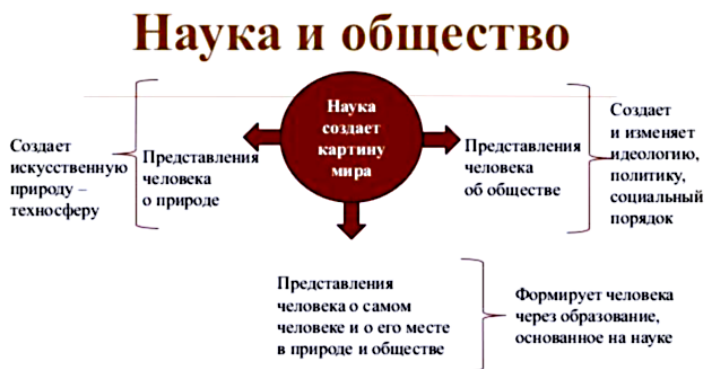 Наука и общество
Наука
создает
картину
мира
Создает
искусственную
природу –
техносферу
Представления
человека
о природе
Представления
человека
об обществе
Создает
и изменяет
идеологию,
политику,
социальный
порядок
Представления
человека о самом
человеке и о его месте
в природе и обществе
Формирует человека
через образование,
основанное на науке